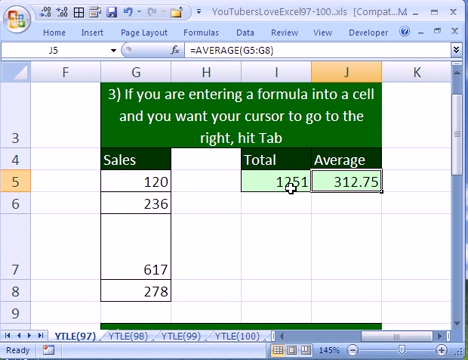 YouTubersLoveExcel97-100...xls [Compat...
Home Insert Page Layout Formulas Data Review View Developer
J5 fx =AVERAGE(G5:G8)
F G H I J K
3 3) If you are entering a formula into a cell
and you want your cursor to go to the
right, hit Tab
4 Sales Total Average
5 120 1251 312.75
6 236
7 617
8 278
9
YTLE(97) YTLE(98) YTLE(99) YTLE(100)
Ready 145%